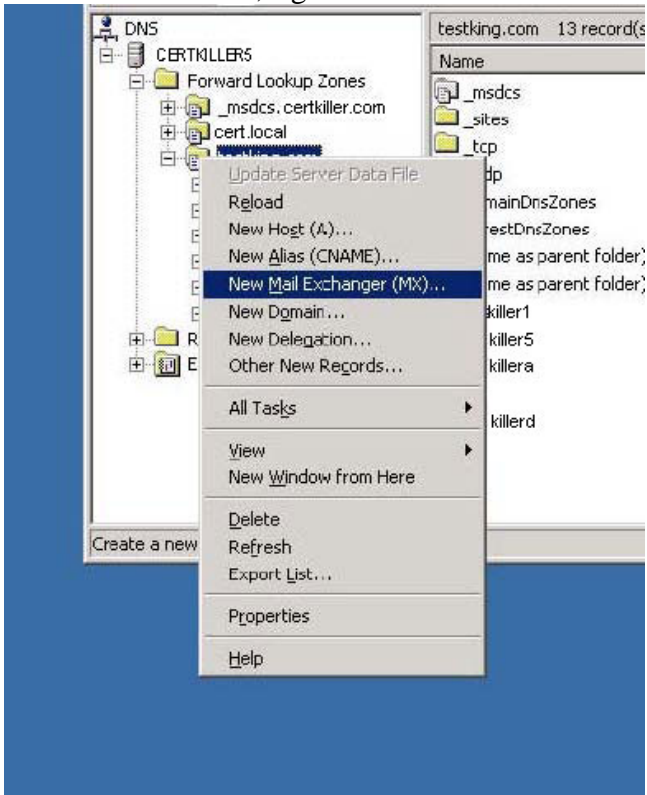 DNS
testking.com 13 record(s
CERTKILLER5
Name
Forward Lookup Zones
_msdcs
_msdcs.certkiller.com
_sites
cert.local
_tcp
Update Server Data File
dp
Reload
mainDnsZones
New Host (A)...
restDnsZones
New Alias (CNAME)...
me as parent folder)
New Mail Exchanger (MX)...
me as parent folder)
New Domain...
killer1
R
New Delegation...
killer5
E
Other New Records...
killera
All Tasks
killerd
View
New Window from Here
Delete
Create a new
Refresh
Export List...
Properties
Help